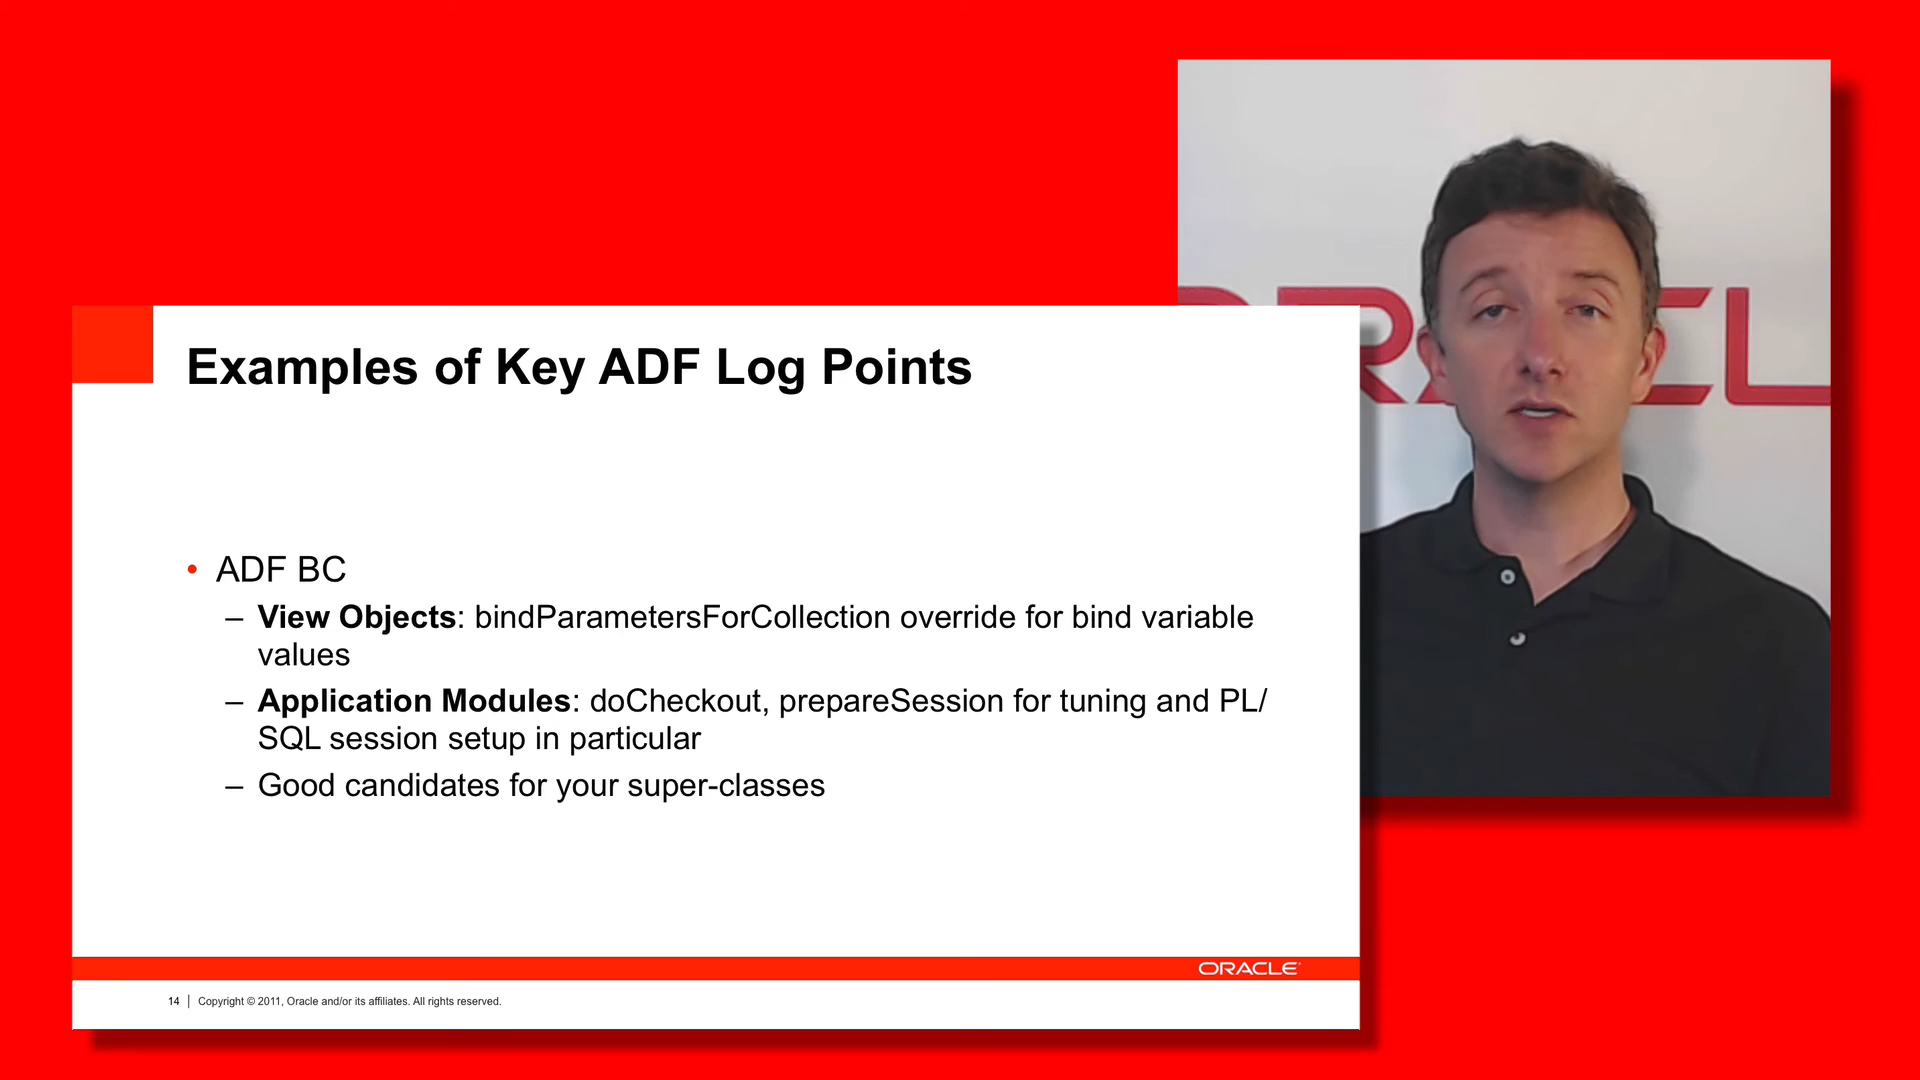 ORACL
Examples of Key ADF Log Points
• ADF BC
– View Objects: bindParametersForCollection override for bind variable
values
– Application Modules: doCheckout, prepareSession for tuning and PL/
SQL session setup in particular
– Good candidates for your super-classes
ORACLE
14 | Copyright © 2011, Oracle and/or its affiliates. All rights reserved.